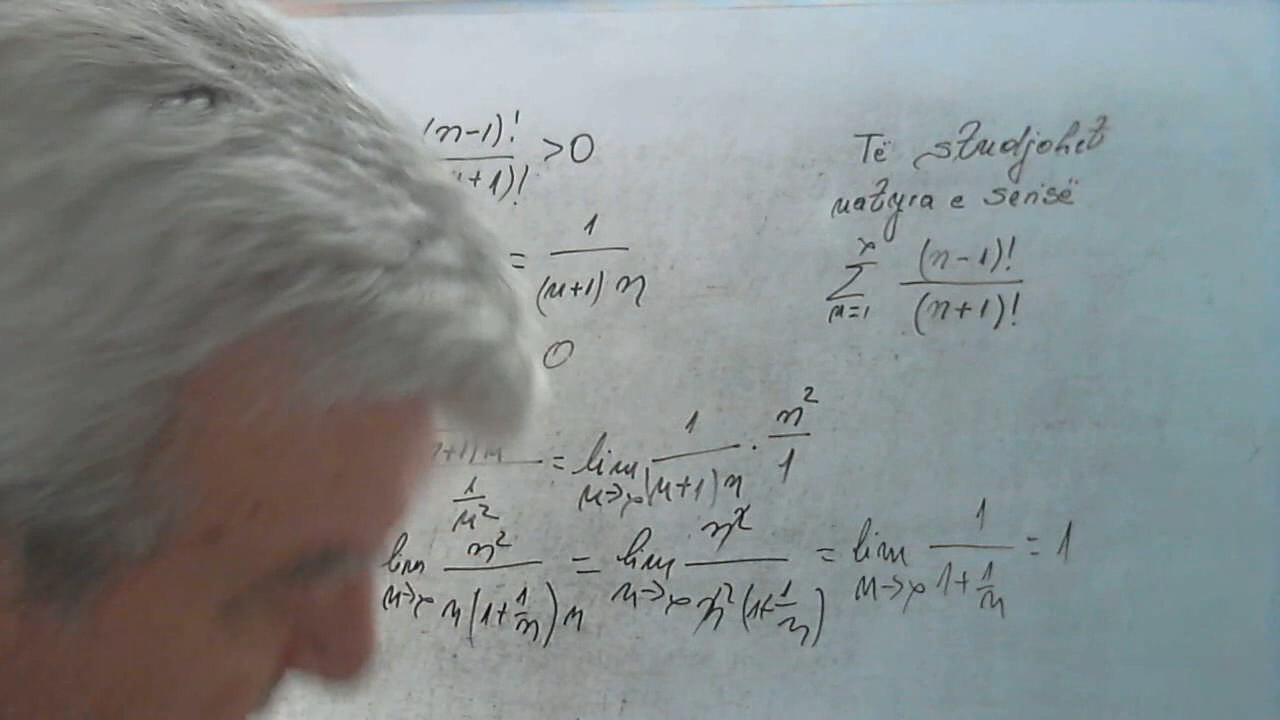 (n-1)! / (n+1)! > 0
= 1 / (n+1) n
0
Të studjohet
natyra e serisë
∑_{n=1}^{∞} (n-1)! / (n+1)!
(n+1)n / (1/n²) = lim_{n→∞} 1 / (n+1)n · n² / 1
lim_{n→∞} n² / n(1+1/n)n = lim_{n→∞} n² / n²(1+1/n) = lim_{n→∞} 1 / (1+1/n) = 1